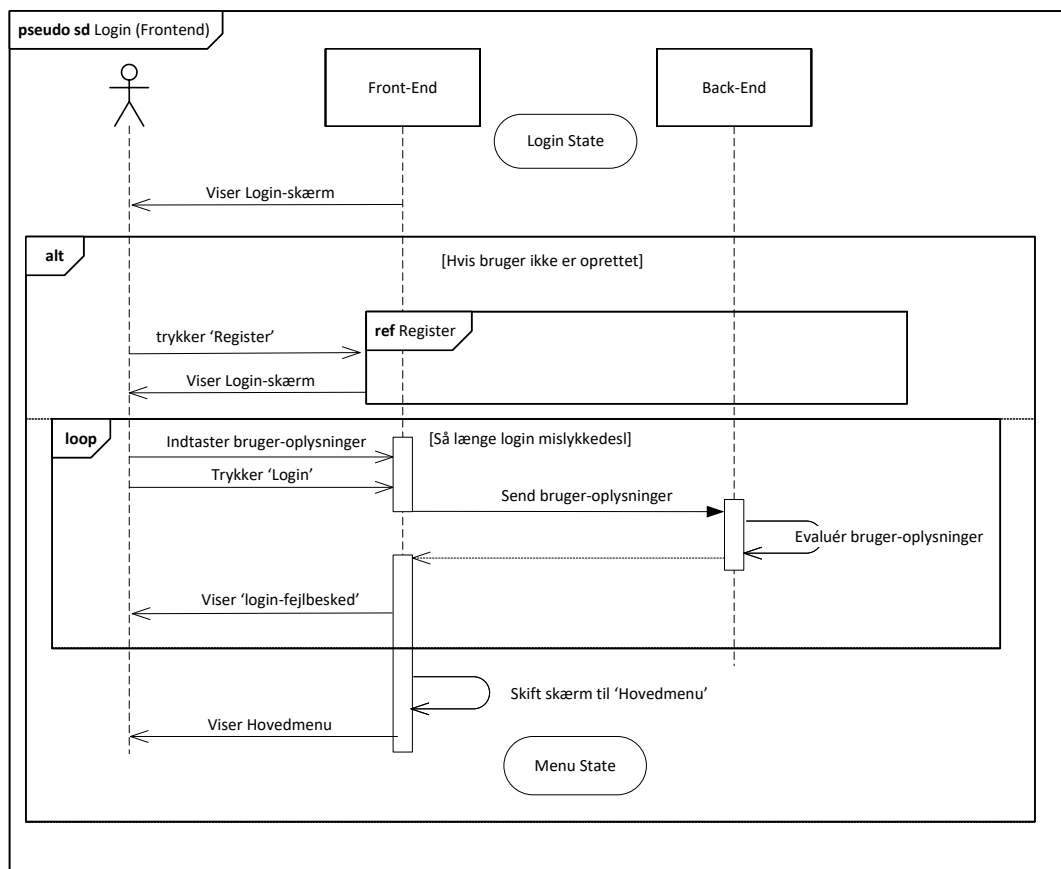 pseudo sd Login (Frontend)
Front-End
Back-End
Login State
Viser Login-skærm
alt
[Hvis bruger ikke er oprettet]
ref Register
trykker ‘Register’
Viser Login-skærm
loop
Indtaster bruger-oplysninger
[Så længe login mislykkedesl]
Trykker ‘Login’
Send bruger-oplysninger
Evaluér bruger-oplysninger
Viser ‘login-fejlbesked’
Skift skærm til ‘Hovedmenu’
Viser Hovedmenu
Menu State